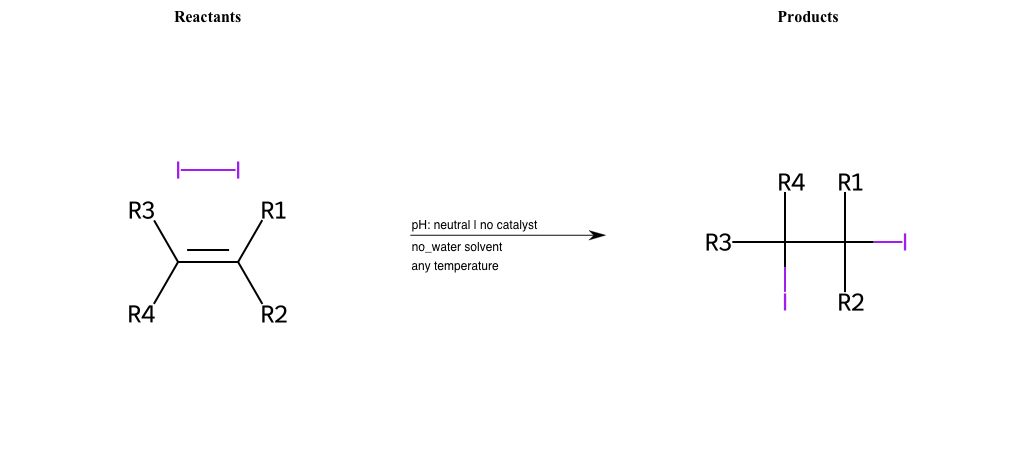 Reactants
Products
I I
R3 R1
R4 R2
pH: neutral I no catalyst
no_water solvent
any temperature
R4 R1
R3 I
I R2